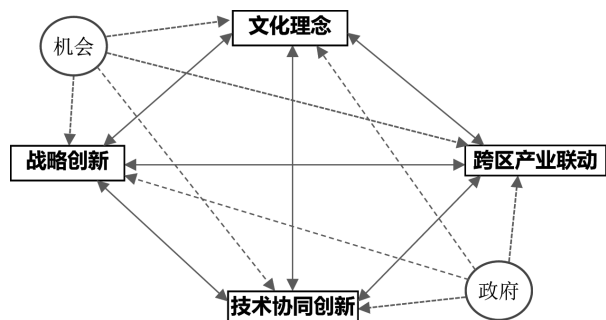 文化理念
机会
战略创新
跨区产业联动
政府
技术协同创新